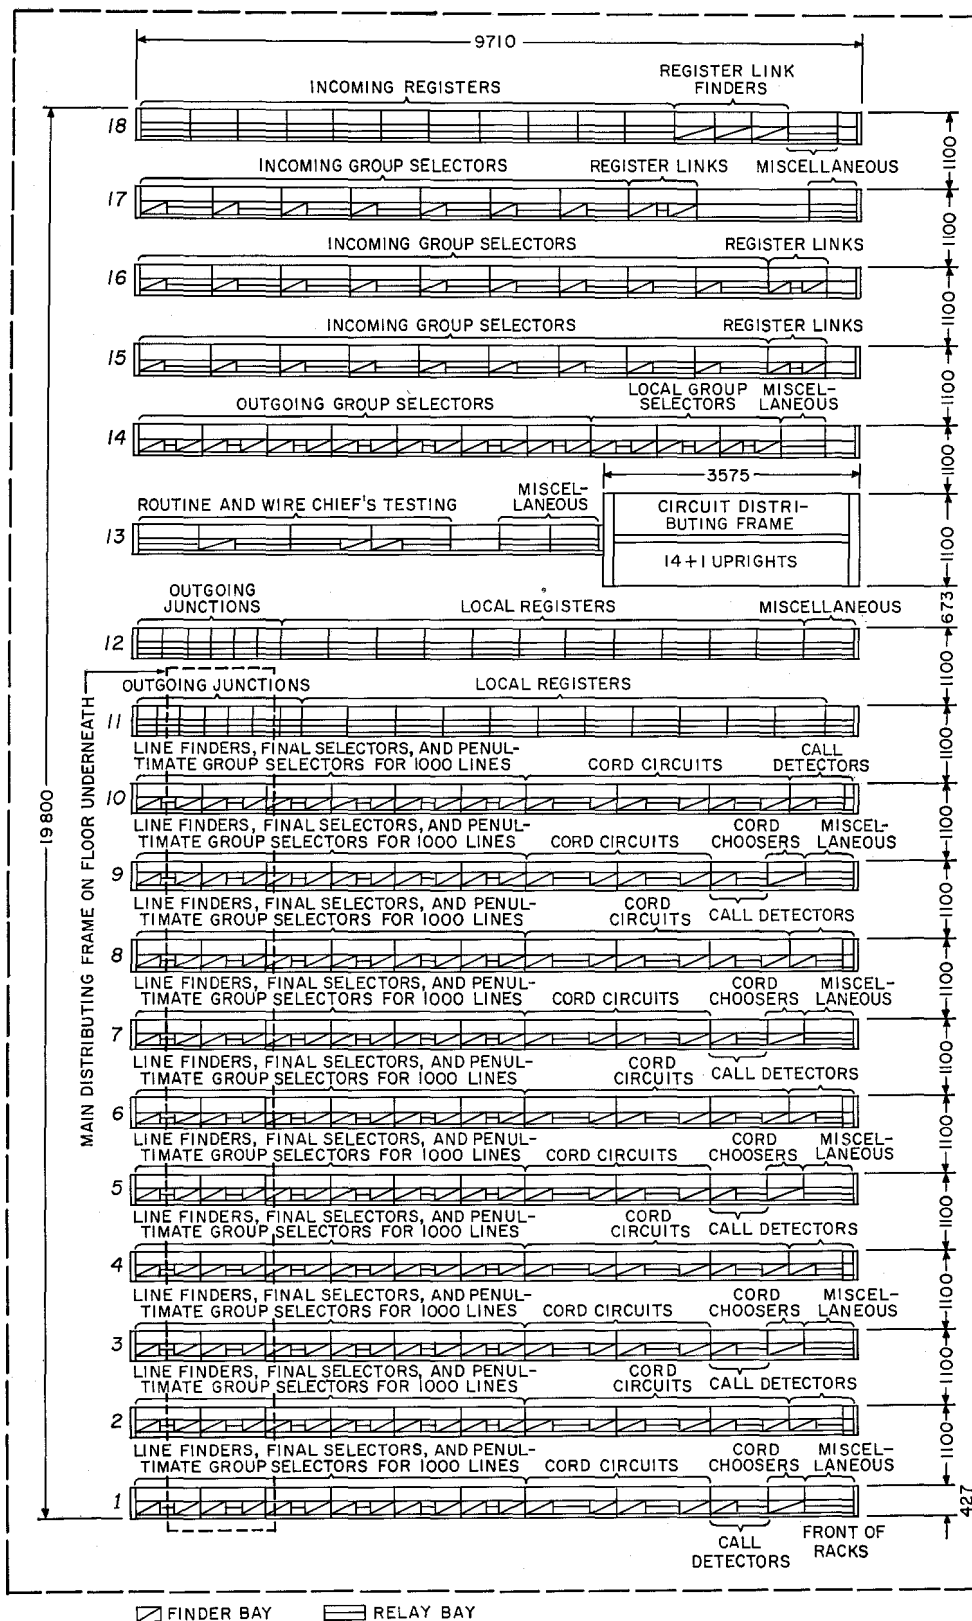 9710
INCOMING REGISTERS
REGISTER LINK
FINDERS
18
1100
INCOMING GROUP SELECTORS
REGISTER LINKS
MISCELLANEOUS
17
1100
INCOMING GROUP SELECTORS
REGISTER LINKS
16
1100
INCOMING GROUP SELECTORS
REGISTER LINKS
15
1100
OUTGOING GROUP SELECTORS
LOCAL GROUP
SELECTORS
MISCEL-
LANEOUS
14
1100
3575
ROUTINE AND WIRE CHIEF'S TESTING
MISCEL-
LANEOUS
13
CIRCUIT DISTRI-
BUTING FRAME
14+1 UPRIGHTS
1100
673
OUTGOING
JUNCTIONS
LOCAL REGISTERS
MISCELLANEOUS
12
1100
OUTGOING JUNCTIONS
LOCAL REGISTERS
11
1100
MAIN DISTRIBUTING FRAME ON FLOOR UNDERNEATH
19800
LINE FINDERS, FINAL SELECTORS, AND PENUL-
TIMATE GROUP SELECTORS FOR 1000 LINES
CORD CIRCUITS
CALL
DETECTORS
10
1100
LINE FINDERS, FINAL SELECTORS, AND PENUL-
TIMATE GROUP SELECTORS FOR 1000 LINES
CORD CIRCUITS
CORD
CHOOSERS
MISCEL-
LANEOUS
9
1100
LINE FINDERS, FINAL SELECTORS, AND PENUL-
TIMATE GROUP SELECTORS FOR 1000 LINES
CORD
CIRCUITS
CALL DETECTORS
8
1100
LINE FINDERS, FINAL SELECTORS, AND PENUL-
TIMATE GROUP SELECTORS FOR 1000 LINES
CORD CIRCUITS
CORD
CHOOSERS
MISCEL-
LANEOUS
7
1100
LINE FINDERS, FINAL SELECTORS, AND PENUL-
TIMATE GROUP SELECTORS FOR 1000 LINES
CORD
CIRCUITS
CALL DETECTORS
6
1100
LINE FINDERS, FINAL SELECTORS, AND PENUL-
TIMATE GROUP SELECTORS FOR 1000 LINES
CORD CIRCUITS
CORD
CHOOSERS
MISCEL-
LANEOUS
5
1100
LINE FINDERS, FINAL SELECTORS, AND PENUL-
TIMATE GROUP SELECTORS FOR 1000 LINES
CORD
CIRCUITS
CALL DETECTORS
4
1100
LINE FINDERS, FINAL SELECTORS, AND PENUL-
TIMATE GROUP SELECTORS FOR 1000 LINES
CORD CIRCUITS
CORD
CHOOSERS
MISCEL-
LANEOUS
3
1100
LINE FINDERS, FINAL SELECTORS, AND PENUL-
TIMATE GROUP SELECTORS FOR 1000 LINES
CORD
CIRCUITS
CALL DETECTORS
2
1100
LINE FINDERS, FINAL SELECTORS, AND PENUL-
TIMATE GROUP SELECTORS FOR 1000 LINES
CORD CIRCUITS
CORD
CHOOSERS
MISCEL-
LANEOUS
1
427
CALL
DETECTORS
FRONT OF
RACKS
FINDER BAY
RELAY BAY